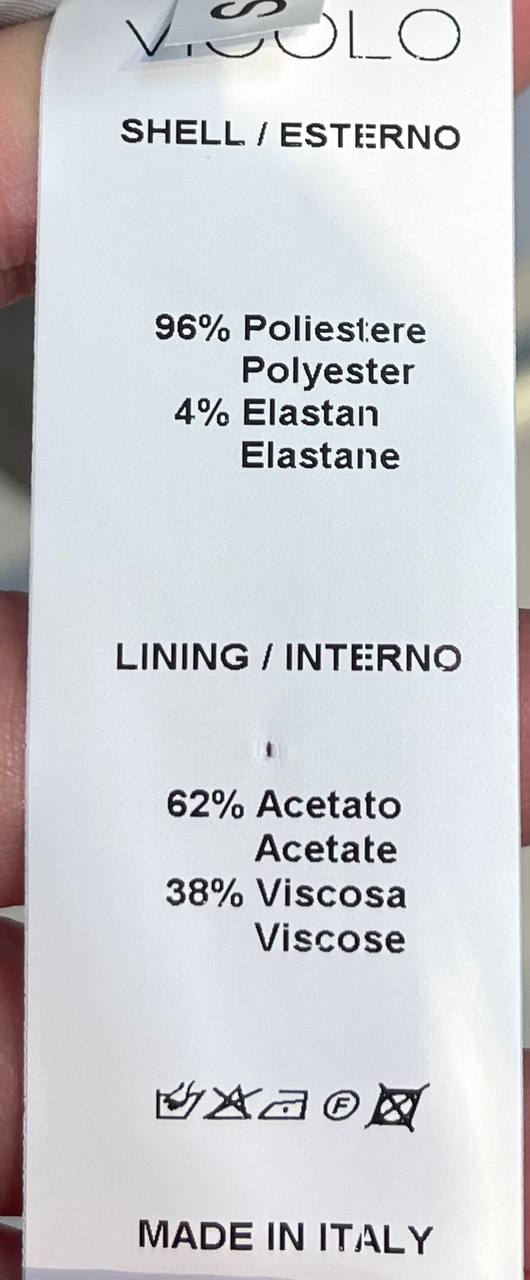 S
VICOLO
SHELL / ESTERNO
96% Poliestere
Polyester
4% Elastan
Elastane
LINING / INTERNO
62% Acetato
Acetate
38% Viscosa
Viscose
F
MADE IN ITALY